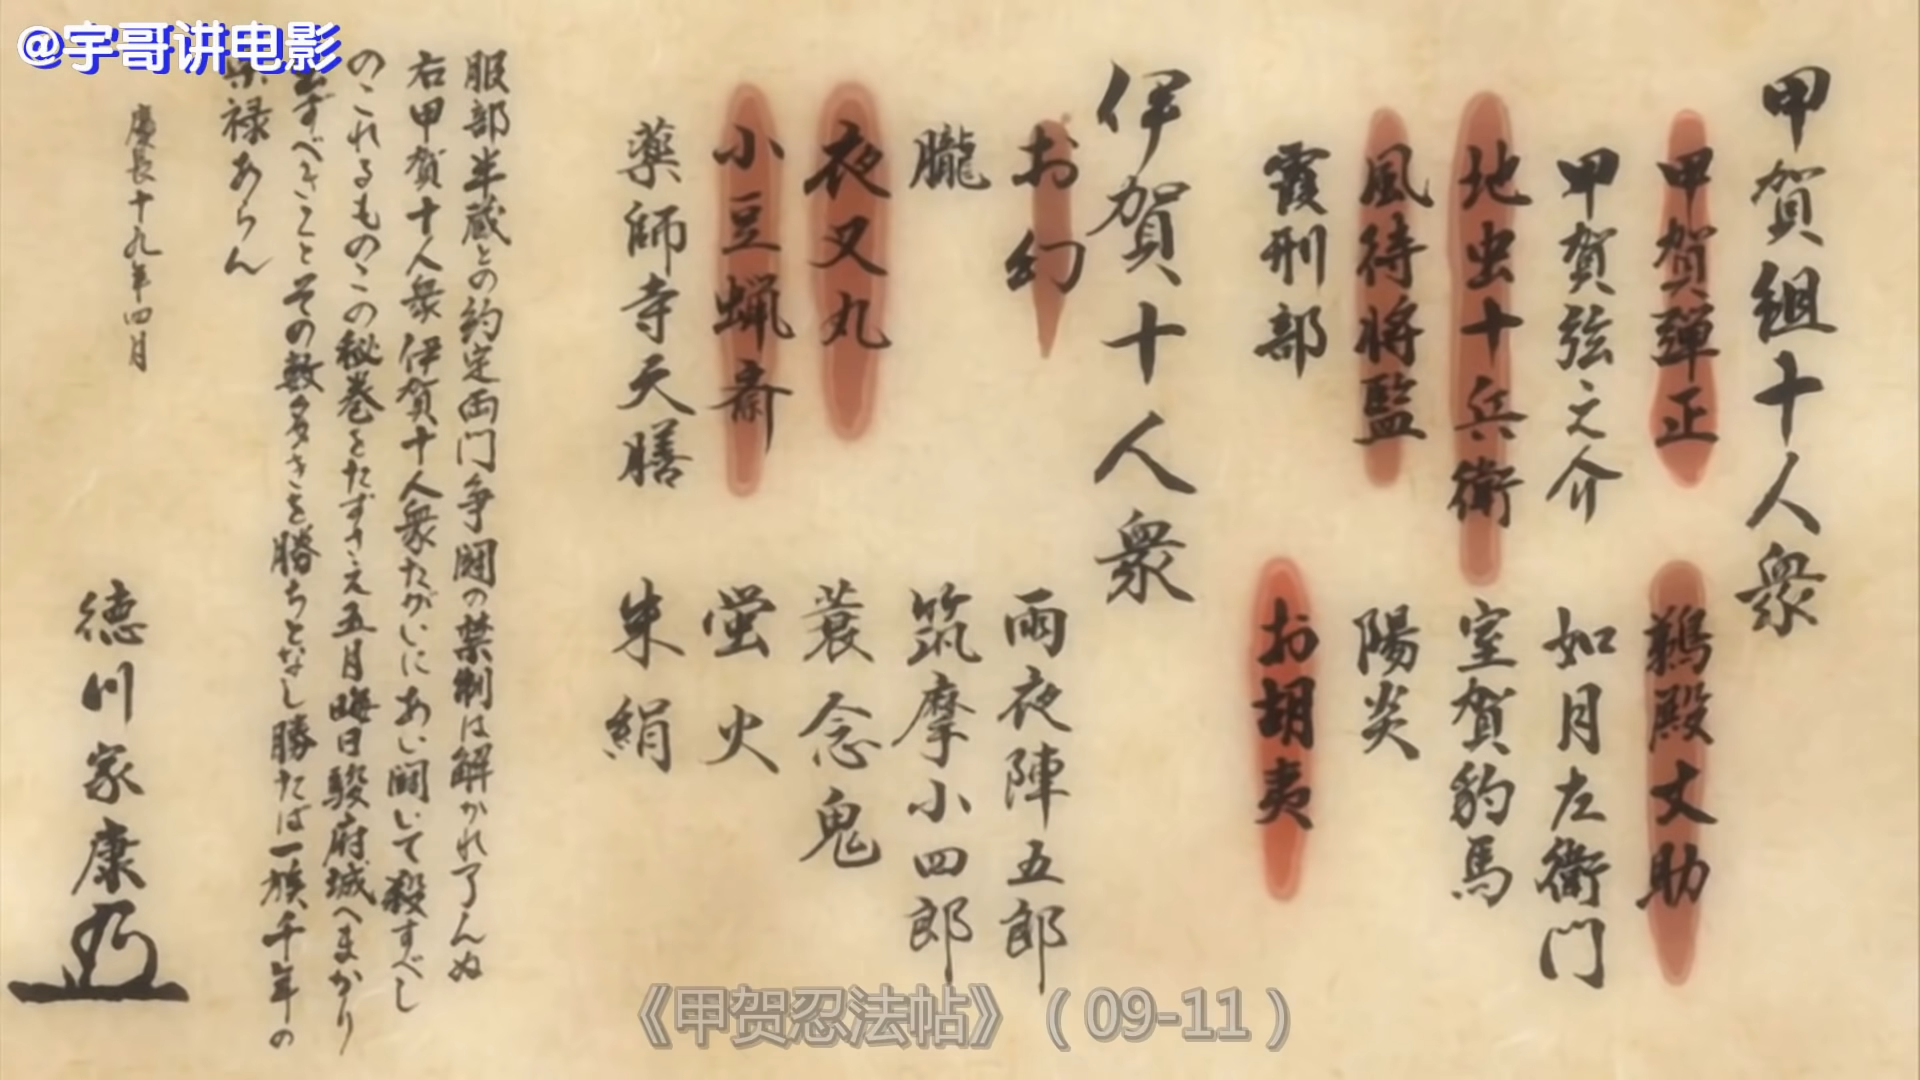 @宇哥讲电影
甲賀組十人衆
甲賀弾正
甲賀弦之介
地虫十兵衛
風待将監
霞刑部
鵜殿丈助
如月左衛門
室賀豹馬
陽炎
お胡夷
伊賀十人衆
お幻
朧
夜叉丸
小豆蝋斎
薬師寺天膳
雨夜陣五郎
筑摩小四郎
蓑念鬼
蛍火
朱絹
服部半蔵との約定両門争闘の禁制は解かれ了んぬ
右甲賀十人衆伊賀十人衆たがいにあい闘いて殺すべし
のこれるものこの秘巻をたずさえ五月晦日駿府城へまかり
出ずべきこと その数多きを勝ちとなし勝たば一族千年の
栄禄あらん
慶長十九年四月
徳川家康
《甲贺忍法帖》（09-11）